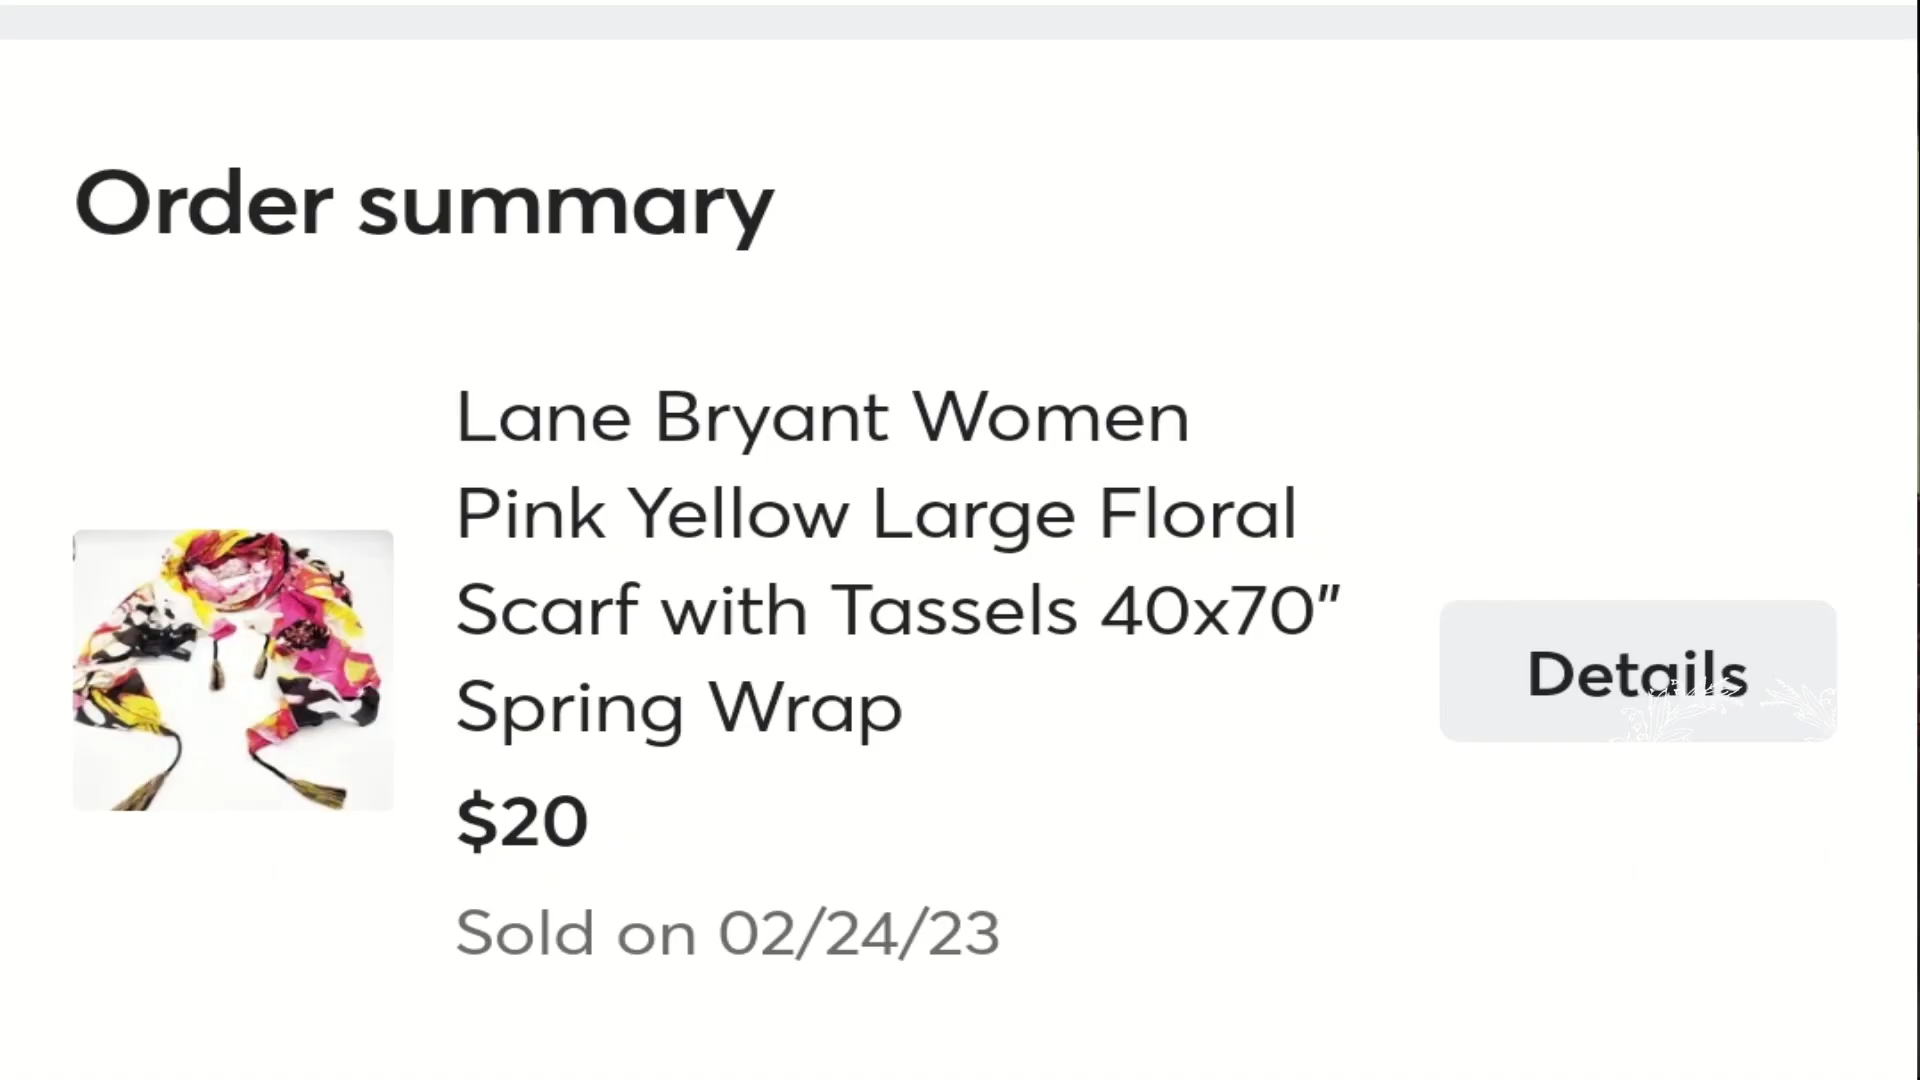 Order summary
Lane Bryant Women
Pink Yellow Large Floral
Scarf with Tassels 40x70"
Spring Wrap
$20
Sold on 02/24/23
Details